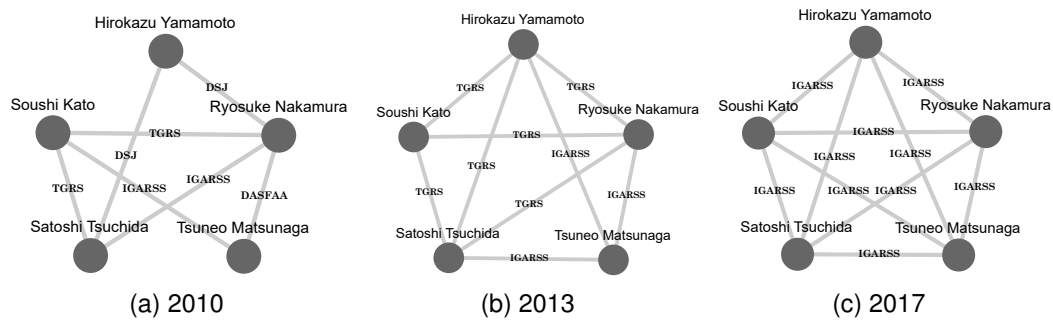 Hirokazu Yamamoto
DSJ
Soushi Kato
Ryosuke Nakamura
TGRS
DSJ
TGRS
IGARSS
IGARSS
DASFAA
Satoshi Tsuchida
Tsuneo Matsunaga
(a) 2010
Hirokazu Yamamoto
TGRS
TGRS
Soushi Kato
Ryosuke Nakamura
TGRS
TGRS
IGARSS
TGRS
IGARSS
TGRS
Satoshi Tsuchida
Tsuneo Matsunaga
IGARSS
(b) 2013
Hirokazu Yamamoto
IGARSS
IGARSS
Soushi Kato
Ryosuke Nakamura
IGARSS
IGARSS
IGARSS
IGARSS
IGARSS
IGARSS
IGARSS
Satoshi Tsuchida
Tsuneo Matsunaga
IGARSS
(c) 2017